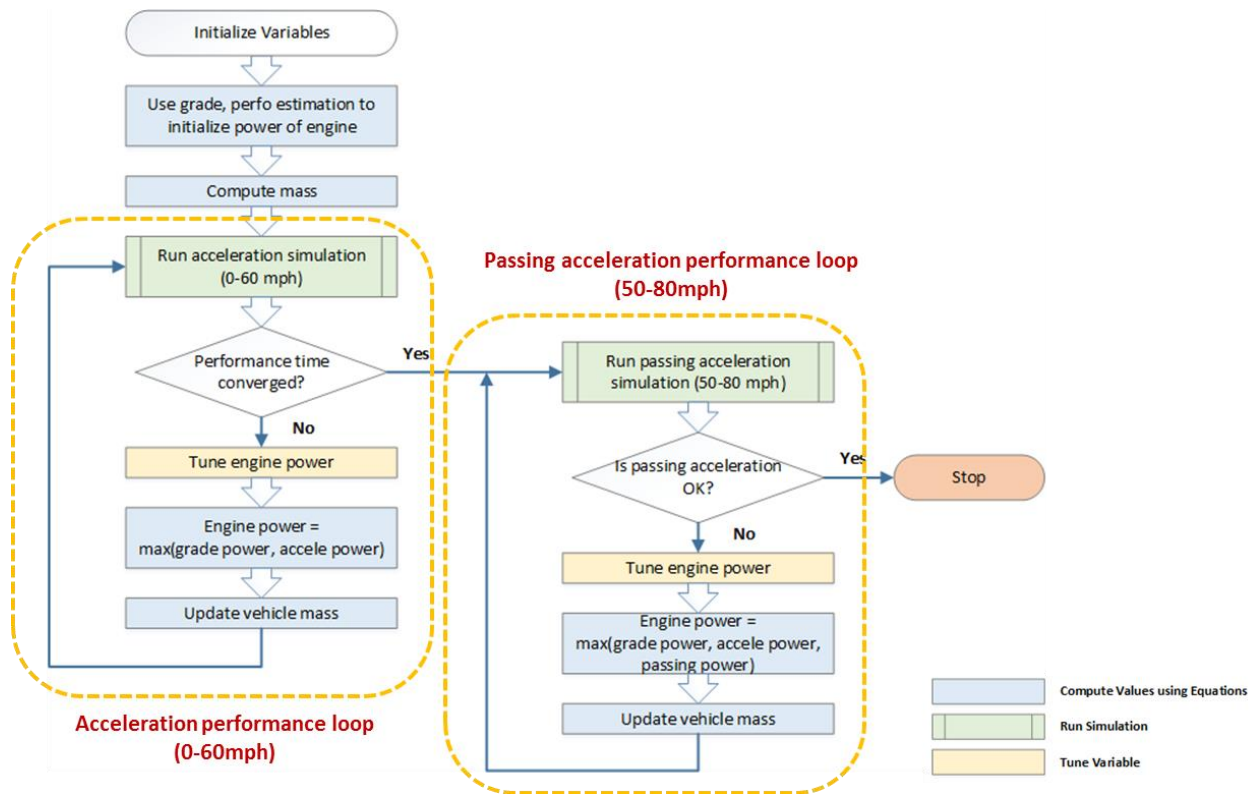 Initialize Variables
Use grade, perfo estimation to
initialize power of engine
Compute mass
Run acceleration simulation
(0-60 mph)
Performance time
converged?
Yes
No
Tune engine power
Engine power =
max(grade power, accele power)
Update vehicle mass
Acceleration performance loop
(0-60mph)
Passing acceleration performance loop
(50-80mph)
Run passing acceleration
simulation (50-80 mph)
Is passing acceleration
OK?
Yes
Stop
No
Tune engine power
Engine power =
max(grade power, accele power,
passing power)
Update vehicle mass
Compute Values using Equations
Run Simulation
Tune Variable